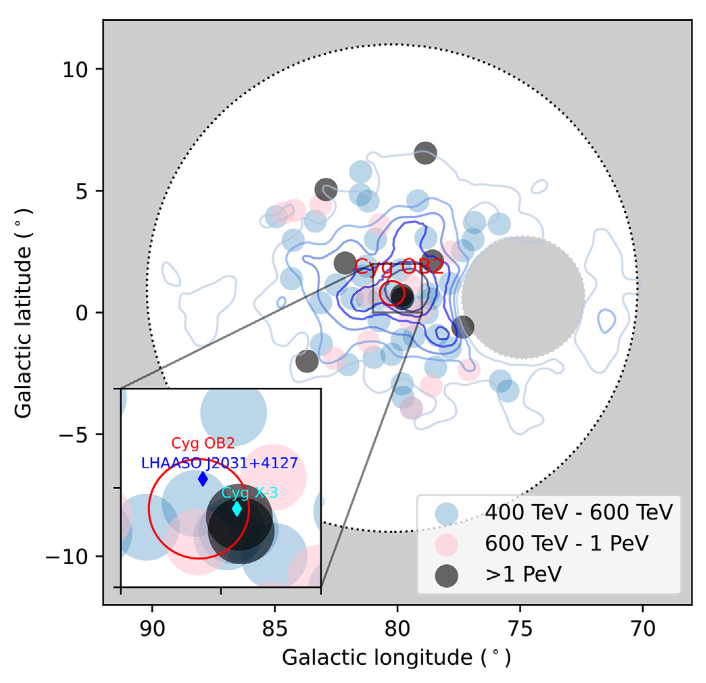 10
5
0
−5
−10
Galactic latitude (°)
Cyg OB2
Cyg OB2
LHAASO J2031+4127
Cyg X-3
400 TeV - 600 TeV
600 TeV - 1 PeV
>1 PeV
90
85
80
75
70
Galactic longitude (°)